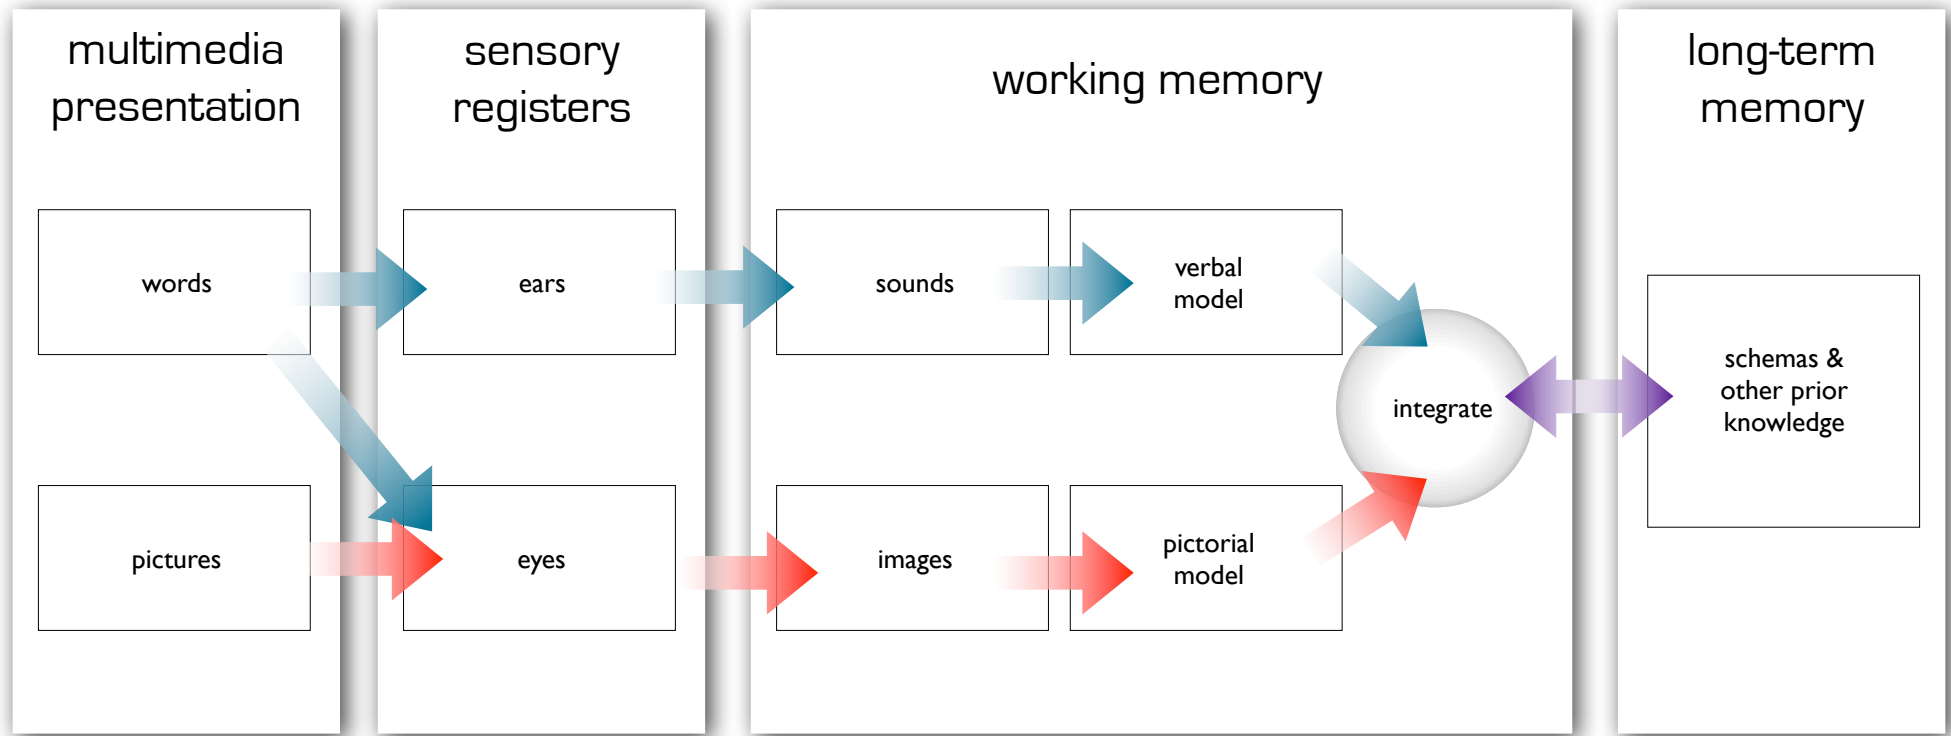 multimedia
presentation
sensory
registers
working memory
long-term
memory
words
ears
sounds
verbal
model
integrate
schemas &
other prior
knowledge
pictures
eyes
images
pictorial
model